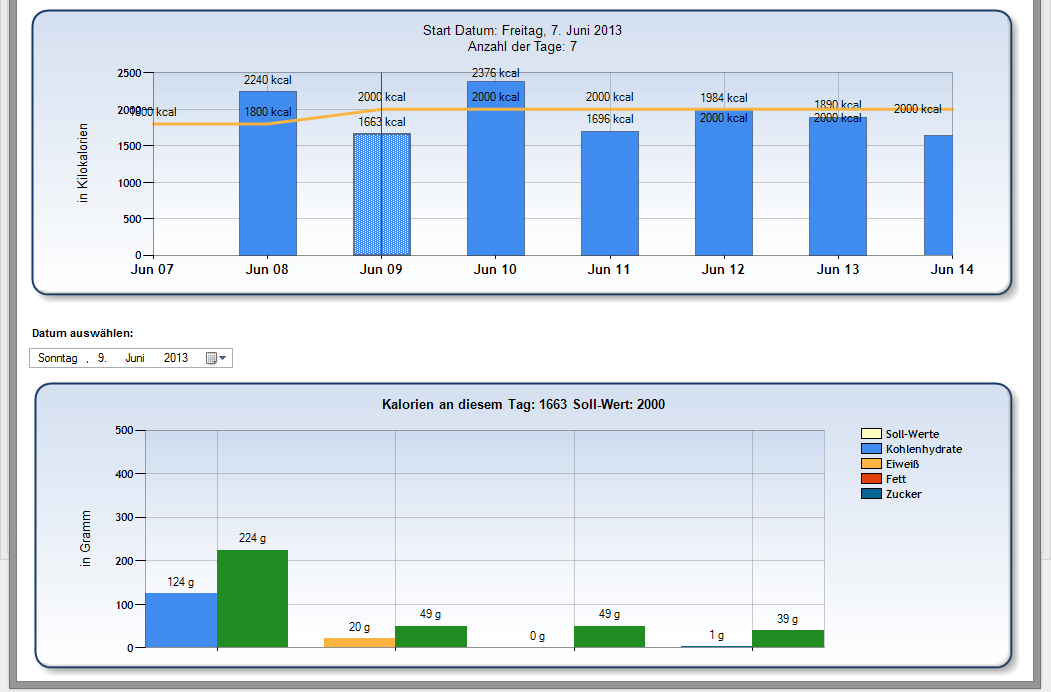 Start Datum: Freitag, 7. Juni 2013
Anzahl der Tage: 7
in Kilokalorien
2500
2000
1500
1000
500
0
2240 kcal
1800 kcal
2000 kcal
1663 kcal
2376 kcal
2000 kcal
2000 kcal
1696 kcal
1984 kcal
2000 kcal
1890 kcal
2000 kcal
2000 kcal
Jun 07
Jun 08
Jun 09
Jun 10
Jun 11
Jun 12
Jun 13
Jun 14
Datum auswählen:
Sonntag , 9. Juni 2013
Kalorien an diesem Tag: 1663 Soll-Wert: 2000
in Gramm
500
400
300
200
100
0
124 g
224 g
20 g
49 g
0 g
49 g
1 g
39 g
Soll-Werte
Kohlenhydrate
Eiweiß
Fett
Zucker